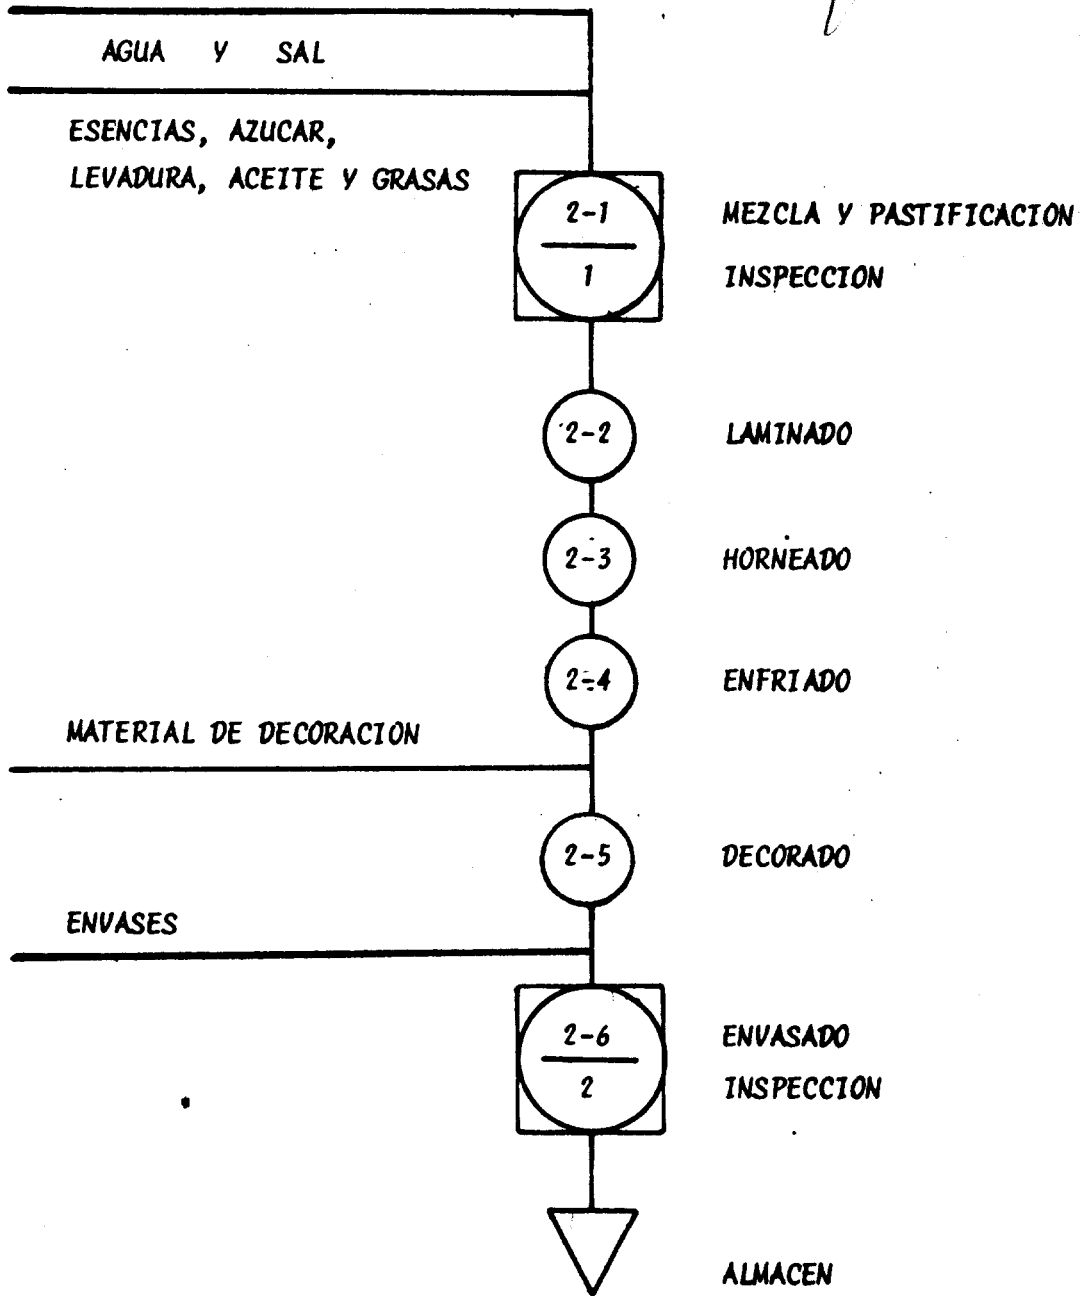 AGUA Y SAL
ESENCIAS, AZUCAR,
LEVADURA, ACEITE Y GRASAS
2-1
1
MEZCLA Y PASTIFICACION
INSPECCION
2-2
LAMINADO
2-3
HORNEADO
2-4
ENFRIADO
MATERIAL DE DECORACION
2-5
DECORADO
ENVASES
2-6
2
ENVASADO
INSPECCION
ALMACEN